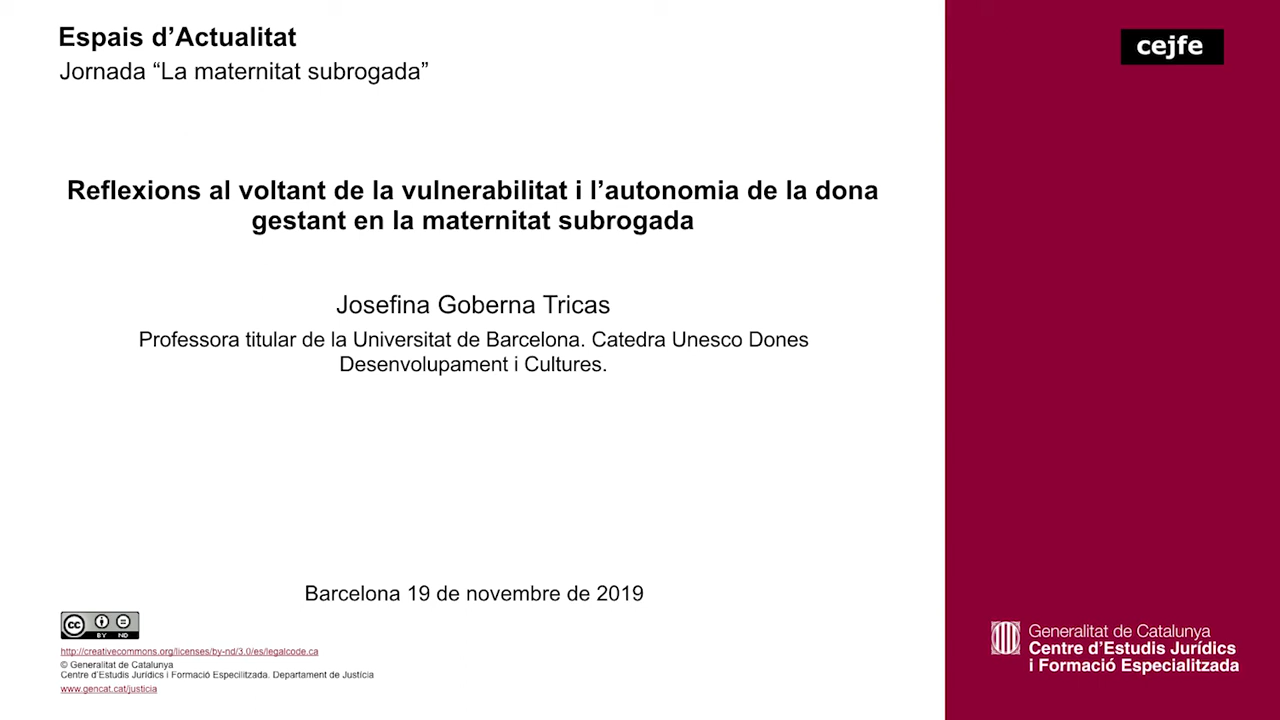 Espais d’Actualitat
Jornada “La maternitat subrogada”
cejfe
Reflexions al voltant de la vulnerabilitat i l’autonomia de la dona
gestant en la maternitat subrogada
Josefina Goberna Tricas
Professora titular de la Universitat de Barcelona. Catedra Unesco Dones
Desenvolupament i Cultures.
Barcelona 19 de novembre de 2019
cc BY ND
http://creativecommons.org/licenses/by-nd/3.0/es/legalcode.ca
© Generalitat de Catalunya
Centre d’Estudis Jurídics i Formació Especilitzada. Departament de Justícia
www.gencat.cat/justicia
Generalitat de Catalunya
Centre d’Estudis Jurídics
i Formació Especialitzada